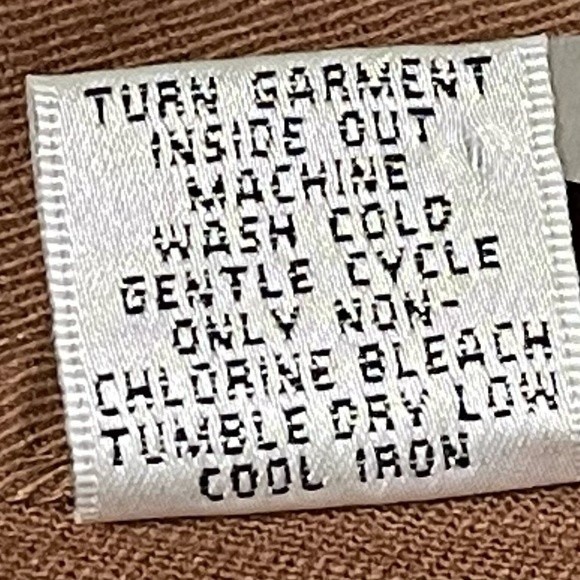 TURN GARMENT
INSIDE OUT
MACHINE
WASH COLD
GENTLE CYCLE
ONLY NON-
CHLORINE BLEACH
TUMBLE DRY LOW
COOL IRON